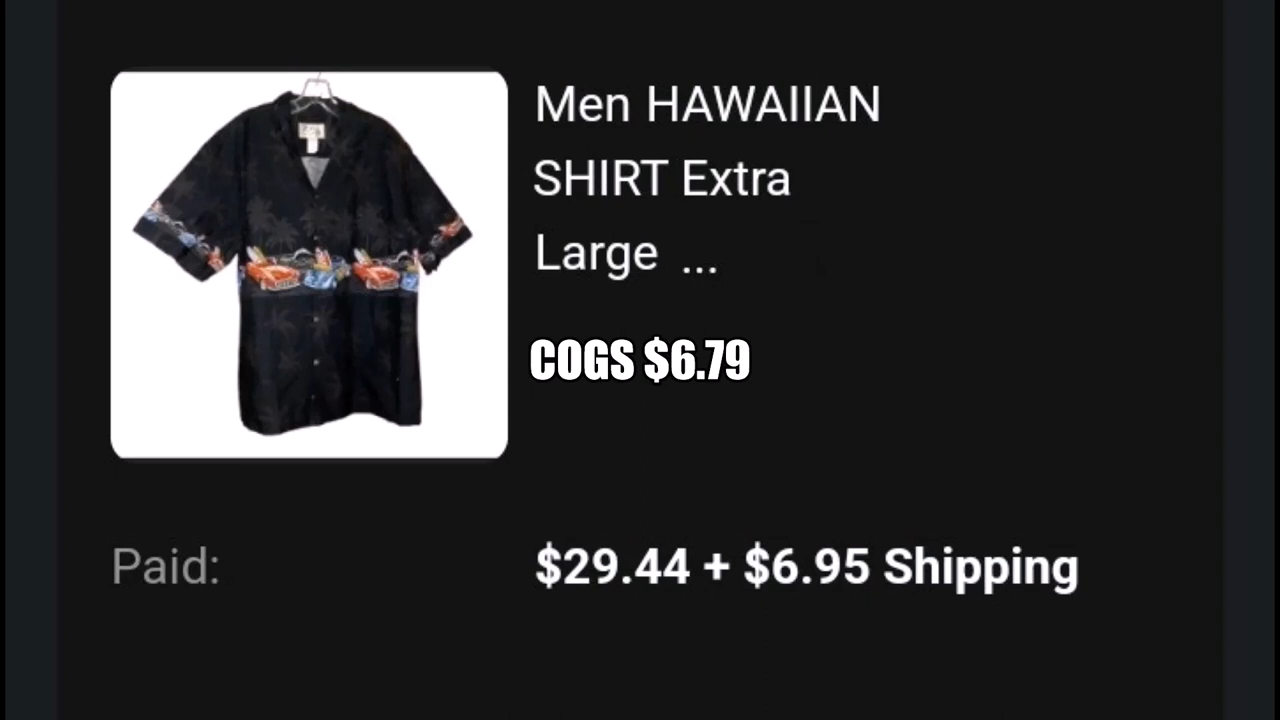 Men HAWAIIAN
SHIRT Extra
Large ...
COGS $6.79
Paid:
$29.44 + $6.95 Shipping